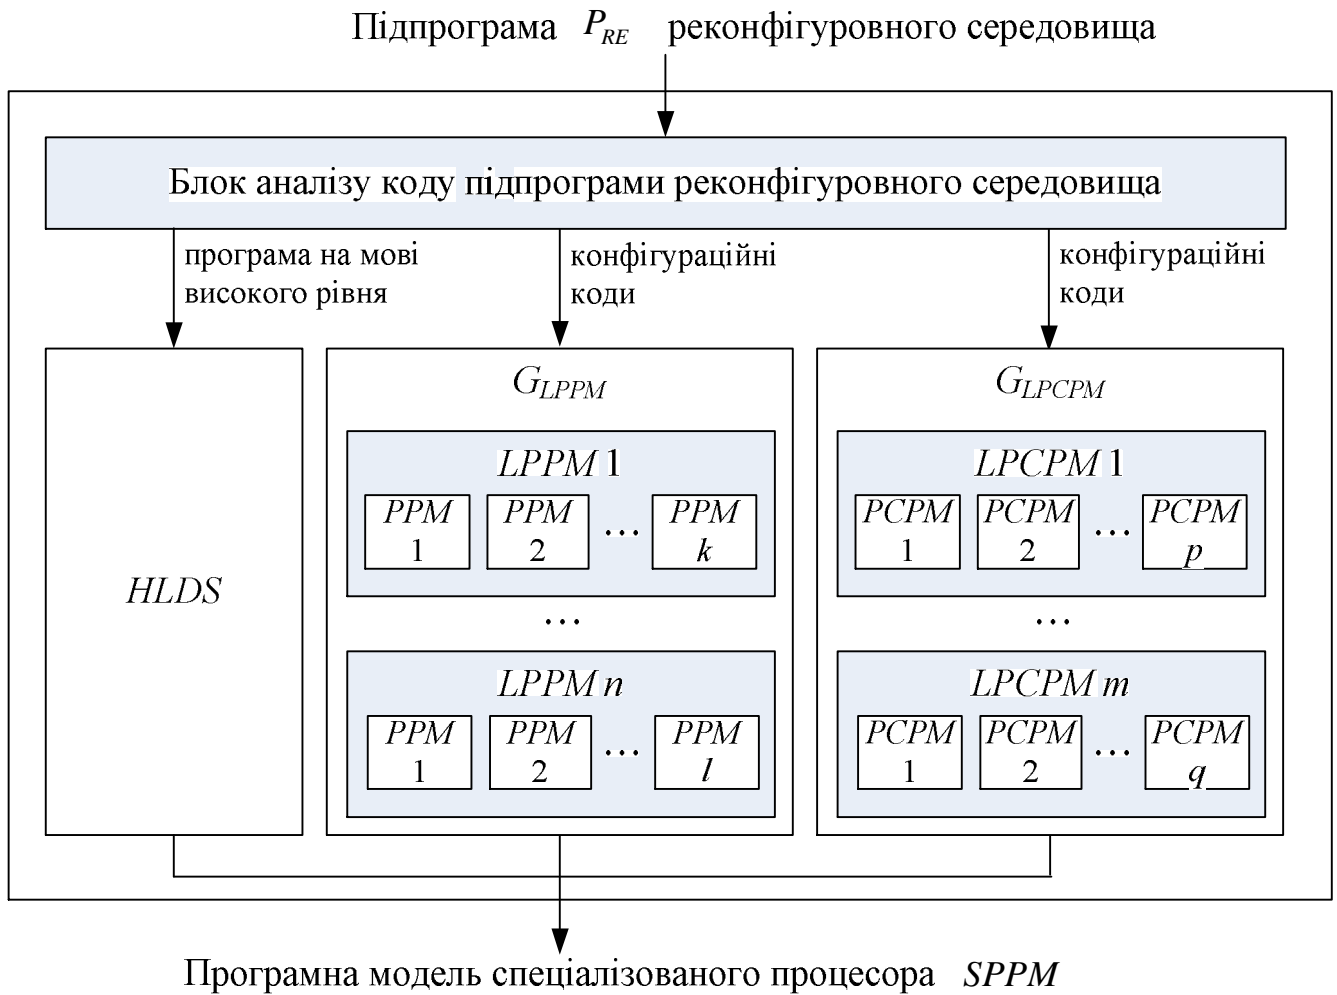 Підпрограма P_RE реконфігуровного середовища
Блок аналізу коду підпрограми реконфігуровного середовища
програма на мові
високого рівня
конфігураційні
коди
конфігураційні
коди
HLDS
G_LPPM
LPPM 1
PPM 1
PPM 2
...
PPM k
...
LPPM n
PPM 1
PPM 2
...
PPM l
G_LPCPM
LPCPM 1
PCPM 1
PCPM 2
...
PCPM p
...
LPCPM m
PCPM 1
PCPM 2
...
PCPM q
Програмна модель спеціалізованого процесора SPPM